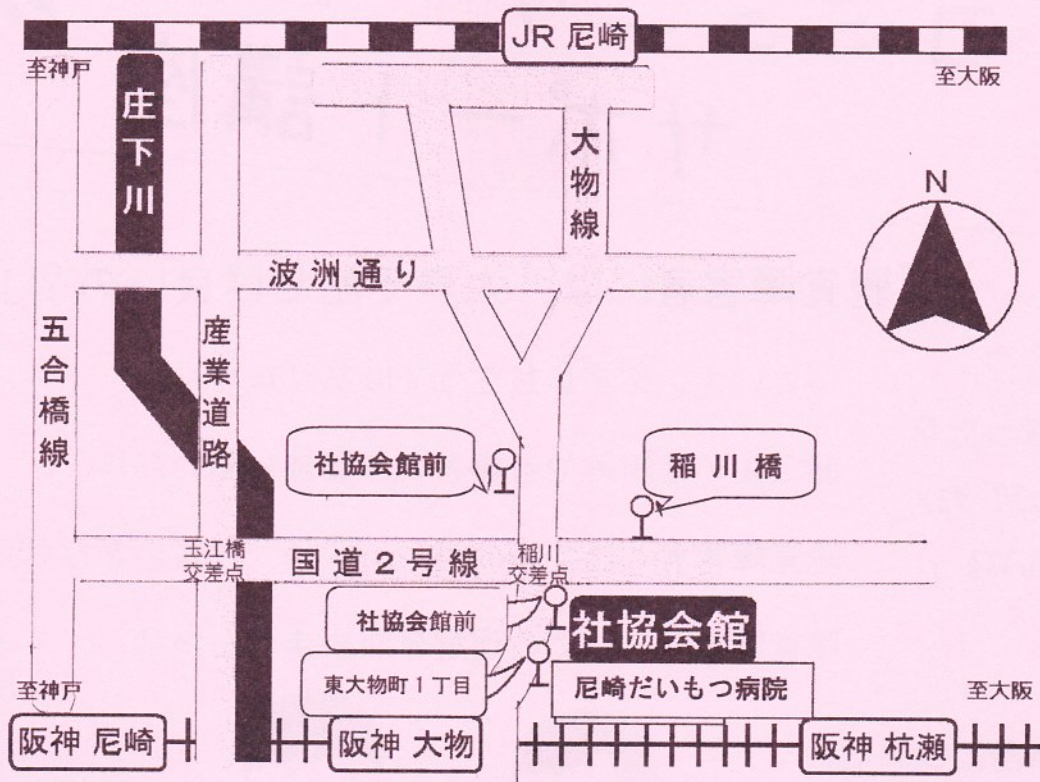 JR 尼崎
至神戸
至大阪
庄下川
大物線
N
波洲通り
五合橋線
産業道路
社協会館前
稲川橋
玉江橋
交差点
国道2号線
稲川
交差点
社協会館前
社協会館
東大物町1丁目
尼崎だいもつ病院
至神戸
至大阪
阪神 尼崎
阪神 大物
阪神 杭瀬